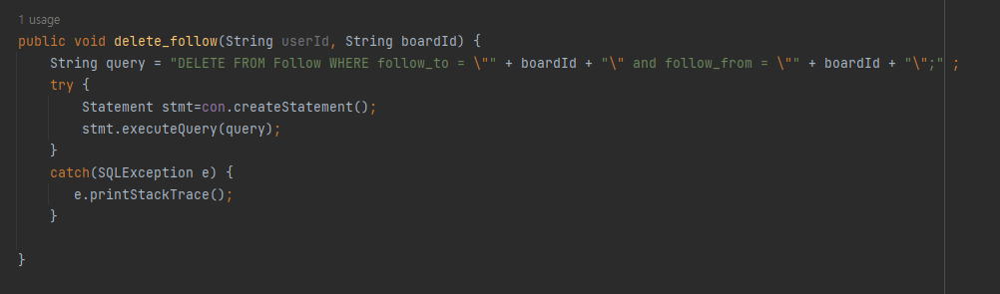 1 usage
public void delete_follow(String userId, String boardId) {
String query = "DELETE FROM Follow WHERE follow_to = \"" + boardId + "\" and follow_from = \"" + boardId + "\";" ;
try {
Statement stmt=con.createStatement();
stmt.executeQuery(query);
}
catch(SQLException e) {
e.printStackTrace();
}
}